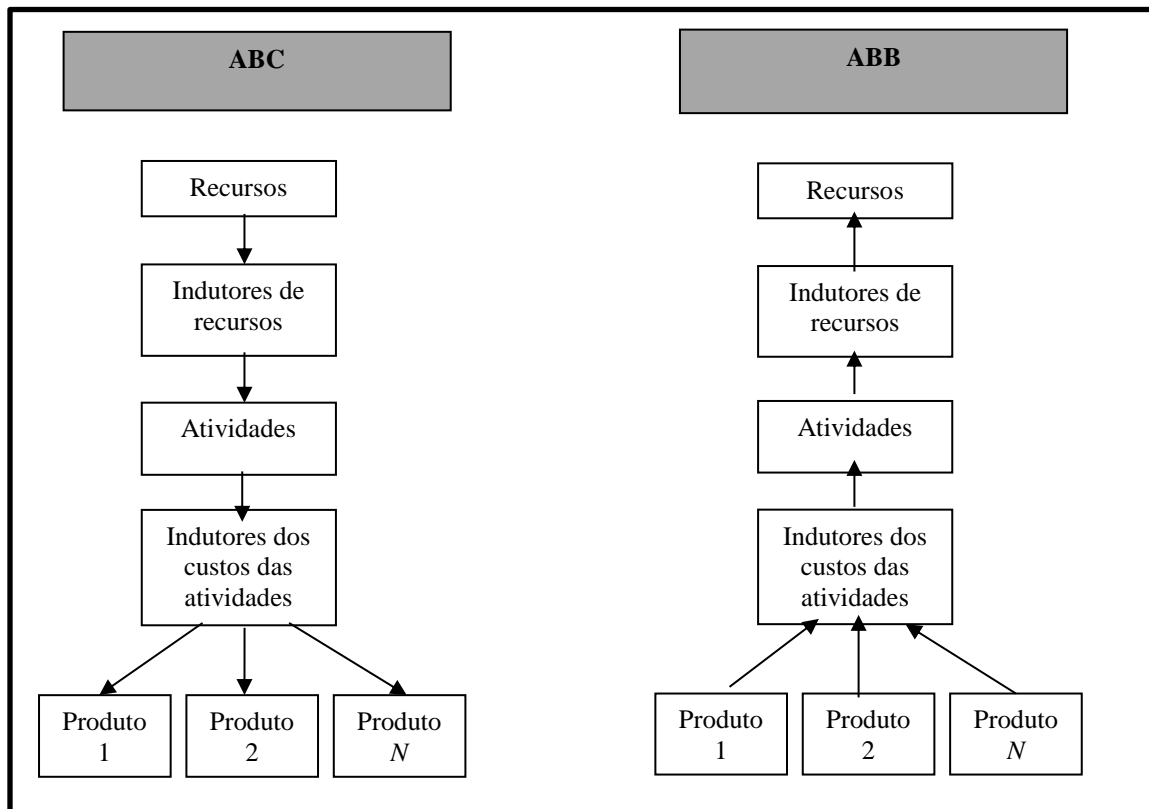 ABC
Recursos
Indutores de
recursos
Atividades
Indutores dos
custos das
atividades
Produto
1
Produto
2
Produto
N
ABB
Recursos
Indutores de
recursos
Atividades
Indutores dos
custos das
atividades
Produto
1
Produto
2
Produto
N